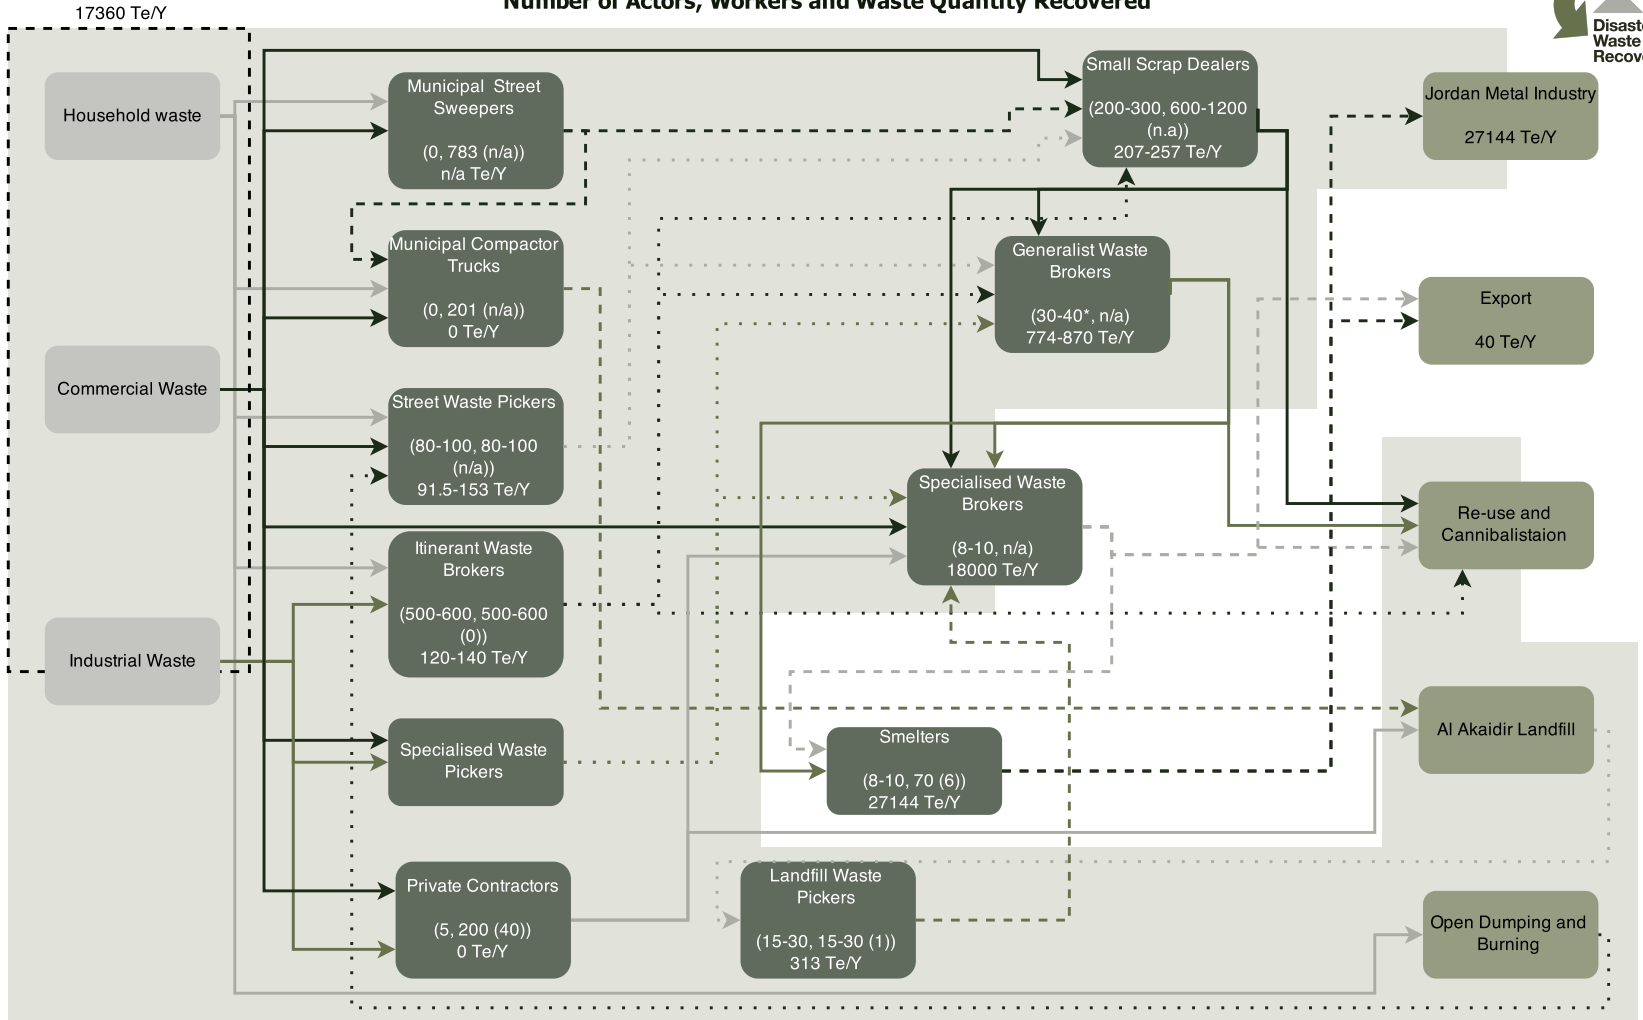 17360 Te/Y
Number of Actors, Workers and Waste Quantity Recovered
Waste
Household waste
Commercial Waste
Industrial Waste
Municipal Street
Sweepers
(0, 783 (n/a))
n/a Te/Y
Municipal Compactor
Trucks
(0, 201 (n/a))
0 Te/Y
Street Waste Pickers
(80-100, 80-100
(n/a))
91.5-153 Te/Y
Itinerant Waste
Brokers
(500-600, 500-600
(0))
120-140 Te/Y
Specialised Waste
Pickers
Private Contractors
(5, 200 (40))
0 Te/Y
Small Scrap Dealers
(200-300, 600-1200
(n.a))
207-257 Te/Y
Generalist Waste
Brokers
(30-40*, n/a)
774-870 Te/Y
Specialised Waste
Brokers
(8-10, n/a)
18000 Te/Y
Smelters
(8-10, 70 (6))
27144 Te/Y
Landfill Waste
Pickers
(15-30, 15-30 (1))
313 Te/Y
Jordan Metal Industry
27144 Te/Y
Export
40 Te/Y
Re-use and
Cannibalistaion
Al Akaidir Landfill
Open Dumping and
Burning